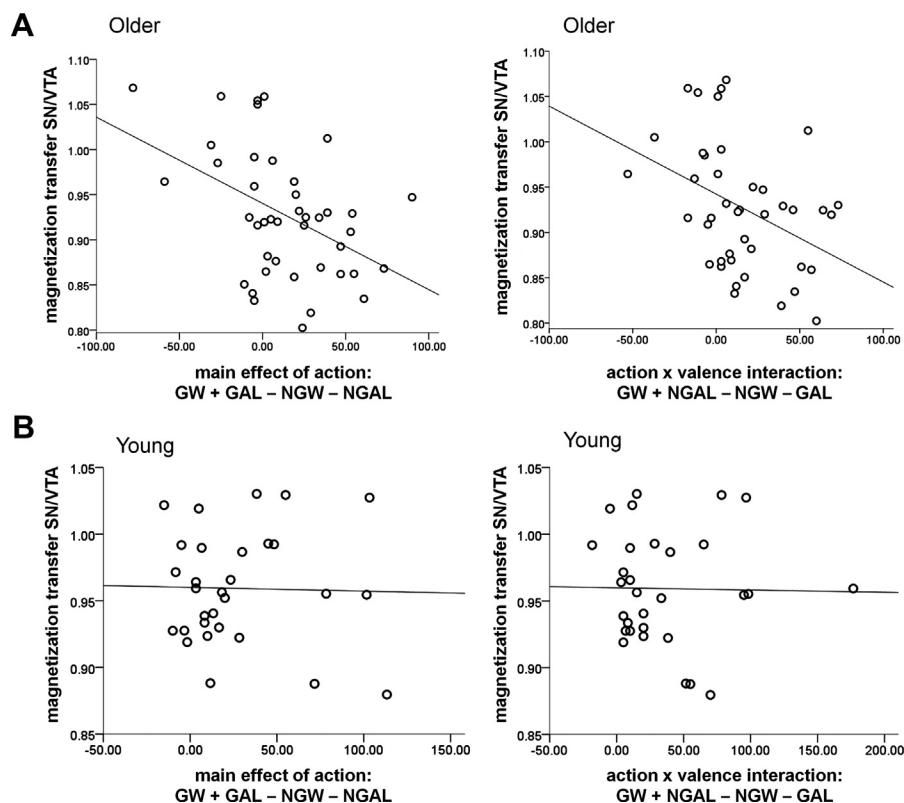 A
Older
magnetization transfer SN/VTA
1.10
1.05
1.00
0.95
0.90
0.85
0.80
-100.00 -50.00 0.00 50.00 100.00
main effect of action:
GW + GAL – NGW – NGAL
Older
magnetization transfer SN/VTA
1.10
1.00
0.95
0.90
0.85
0.80
-100.00 -50.00 0.00 50.00 100.00
action x valence interaction:
GW + NGAL – NGW – GAL
B
Young
magnetization transfer SN/VTA
1.05
1.00
0.95
0.90
0.85
-50.00 0.00 50.00 100.00 150.00
main effect of action:
GW + GAL – NGW – NGAL
Young
magnetization transfer SN/VTA
1.05
1.00
0.95
0.90
0.85
-50.00 0.00 50.00 100.00 150.00 200.00
action x valence interaction:
GW + NGAL – NGW – GAL